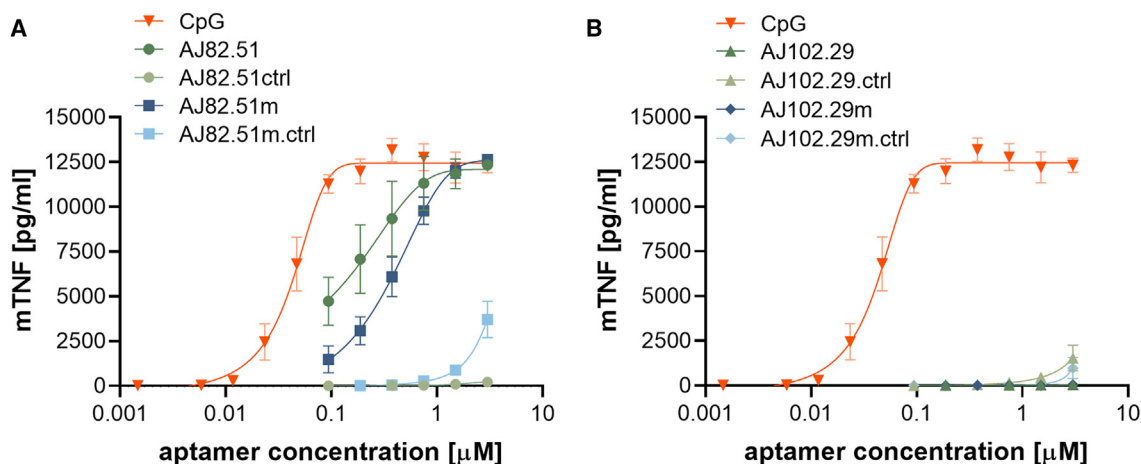 A
CpG
AJ82.51
AJ82.51ctrl
AJ82.51m
AJ82.51m.ctrl
15000
12500
10000
7500
5000
2500
0
mTNF [pg/ml]
0.001 0.01 0.1 1 10
aptamer concentration [μM]
B
CpG
AJ102.29
AJ102.29.ctrl
AJ102.29m
AJ102.29m.ctrl
15000
12500
10000
7500
5000
2500
0
mTNF [pg/ml]
0.001 0.01 0.1 1 10
aptamer concentration [μM]